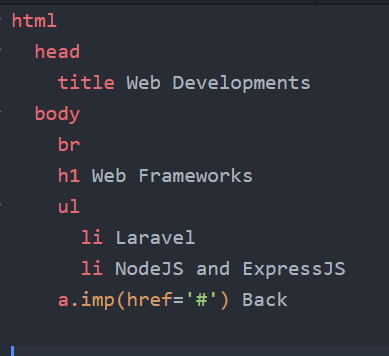 html
head
title Web Developments
body
br
h1 Web Frameworks
ul
li Laravel
li NodeJS and ExpressJS
a.imp(href='#') Back